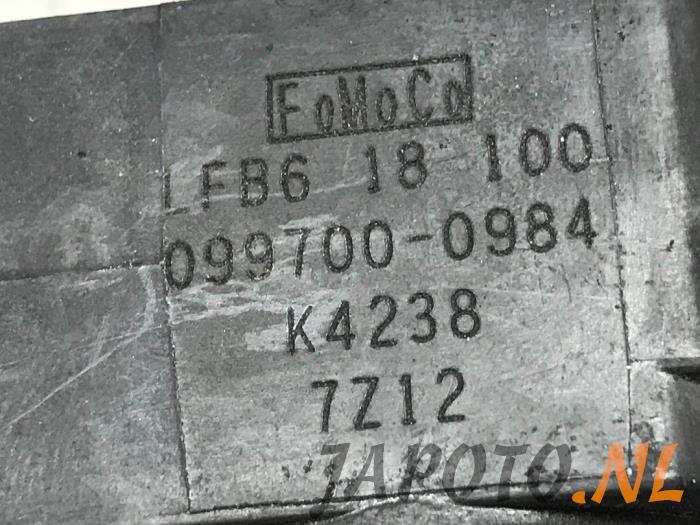 FoMoCo
LFB6 18 100
099700-0984
K4238
7Z12
JAPOTO.NL